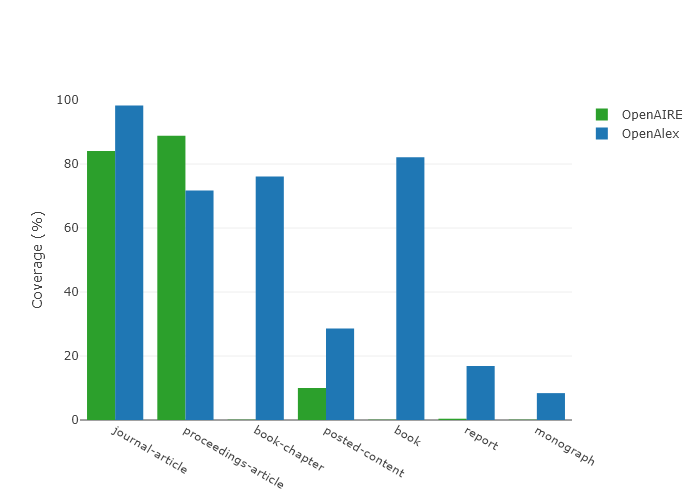 100
80
60
40
20
0
Coverage (%)
journal-article
proceedings-article
book-chapter
posted-content
book
report
monograph
OpenAIRE
OpenAlex